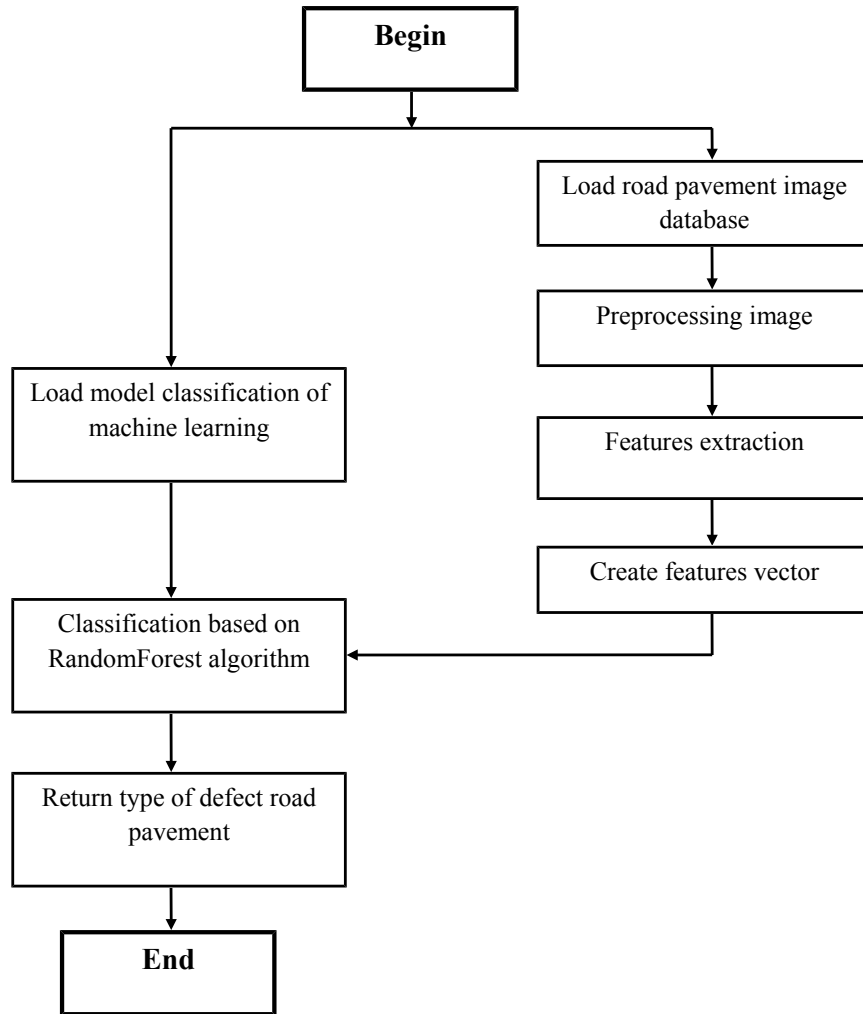 Begin
Load road pavement image
database
Preprocessing image
Load model classification of
machine learning
Features extraction
Create features vector
Classification based on
RandomForest algorithm
Return type of defect road
pavement
End